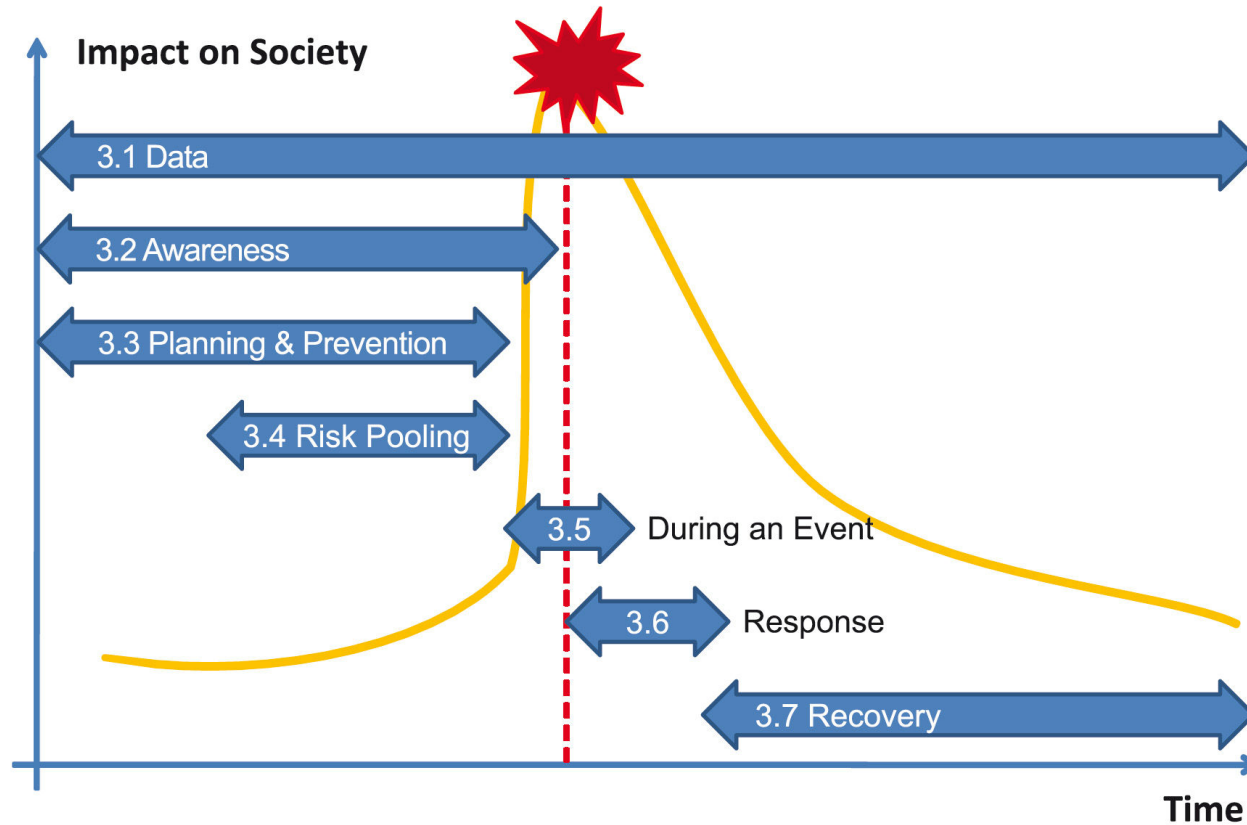 Impact on Society
3.1 Data
3.2 Awareness
3.3 Planning & Prevention
3.4 Risk Pooling
3.5 During an Event
3.6 Response
3.7 Recovery
Time